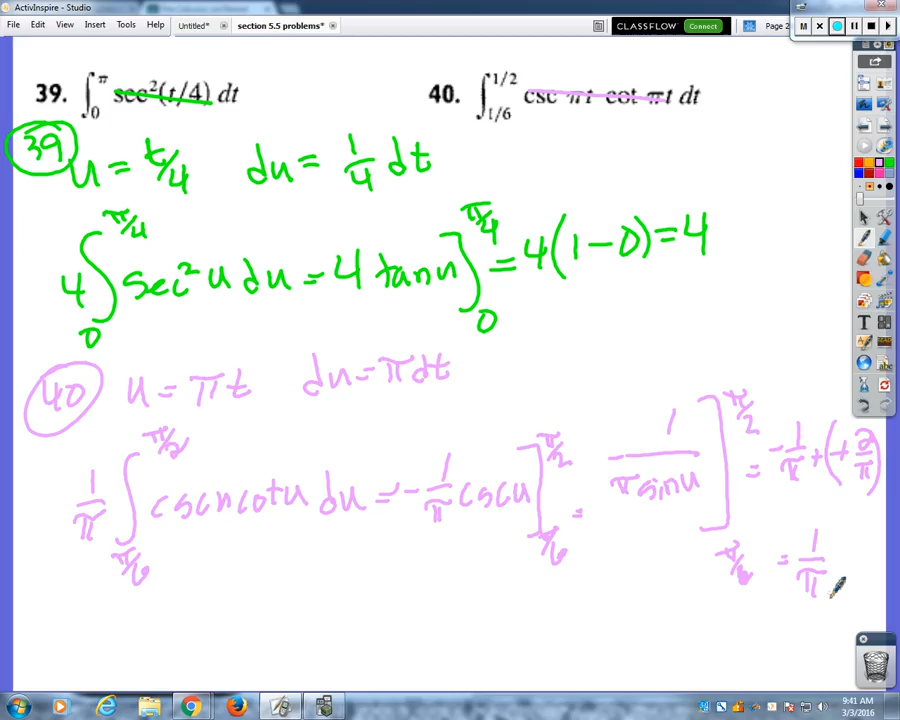 ActivInspire - Studio
File Edit View Insert Tools Help
Untitled*
section 5.5 problems*
CLASSFLOW Connect
Page 2
39. ∫₀^π sec²(t/4) dt
40. ∫_{1/6}^{1/2} csc πt cot πt dt
39 u = t/4 du = 1/4 dt
4 ∫₀^{π/4} sec² u du = 4 tan u ]₀^{π/4} = 4(1 − 0) = 4
40 u = πt du = π dt
1/π ∫_{π/6}^{π/2} csc u cot u du = − 1/π csc u ]_{π/6}^{π/2} = − 1/(π sin u) ]^{π/2} = − 1/π + (+ 2/π)
= 1/π
9:41 AM
3/3/2016